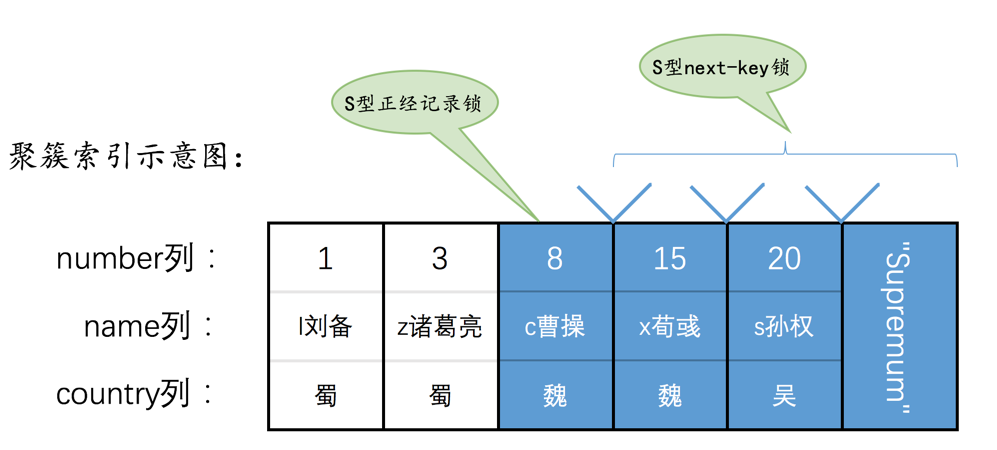 S型next-key锁
S型正经记录锁
聚簇索引示意图：
number列： 1 3 8 15 20 "Supremum"
name列： l刘备 z诸葛亮 c曹操 x荀彧 s孙权
country列： 蜀 蜀 魏 魏 吴